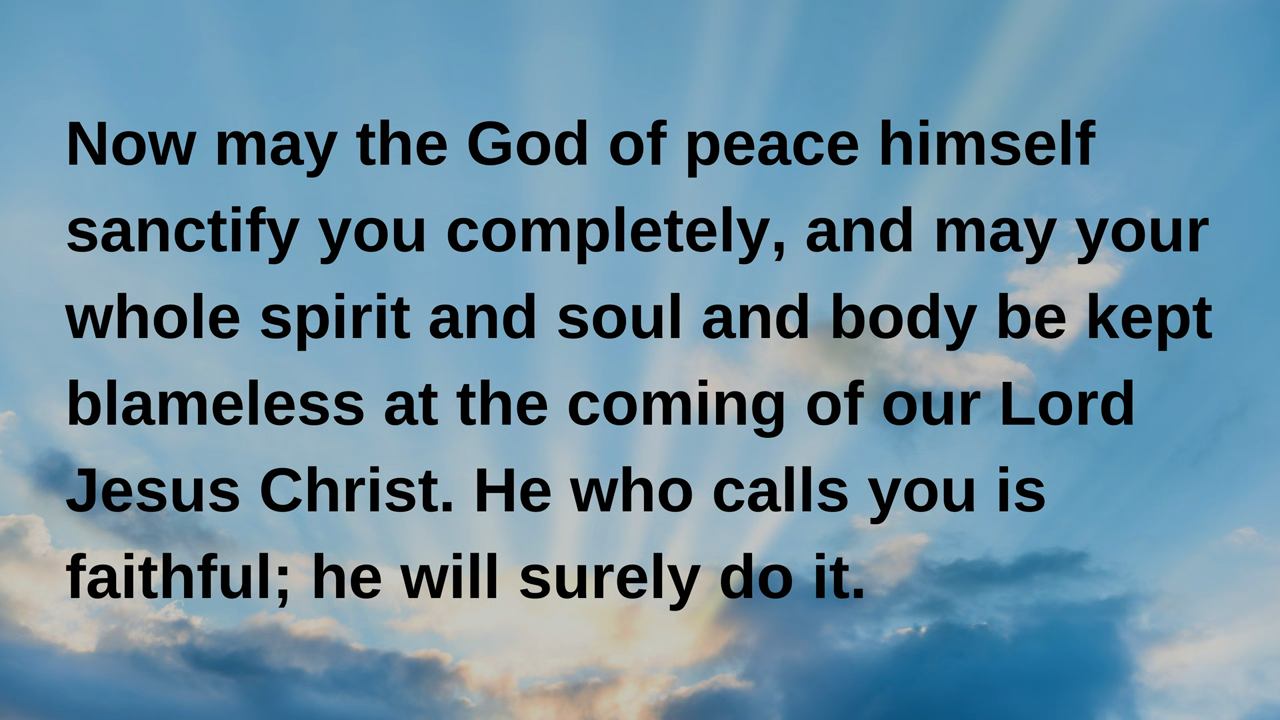 Now may the God of peace himself
sanctify you completely, and may your
whole spirit and soul and body be kept
blameless at the coming of our Lord
Jesus Christ. He who calls you is
faithful; he will surely do it.